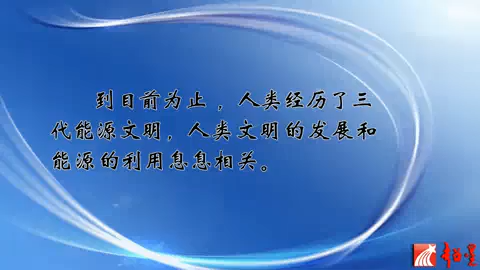 到目前为止，人类经历了三
代能源文明，人类文明的发展和
能源的利用息息相关。